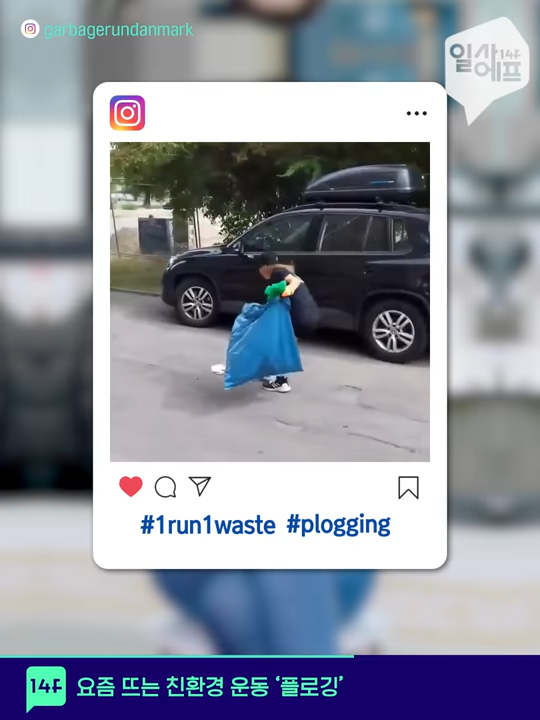 garbagerundanmark
일사 14F
에프
#1run1waste #plogging
14F 요즘 뜨는 친환경 운동 ‘플로깅’